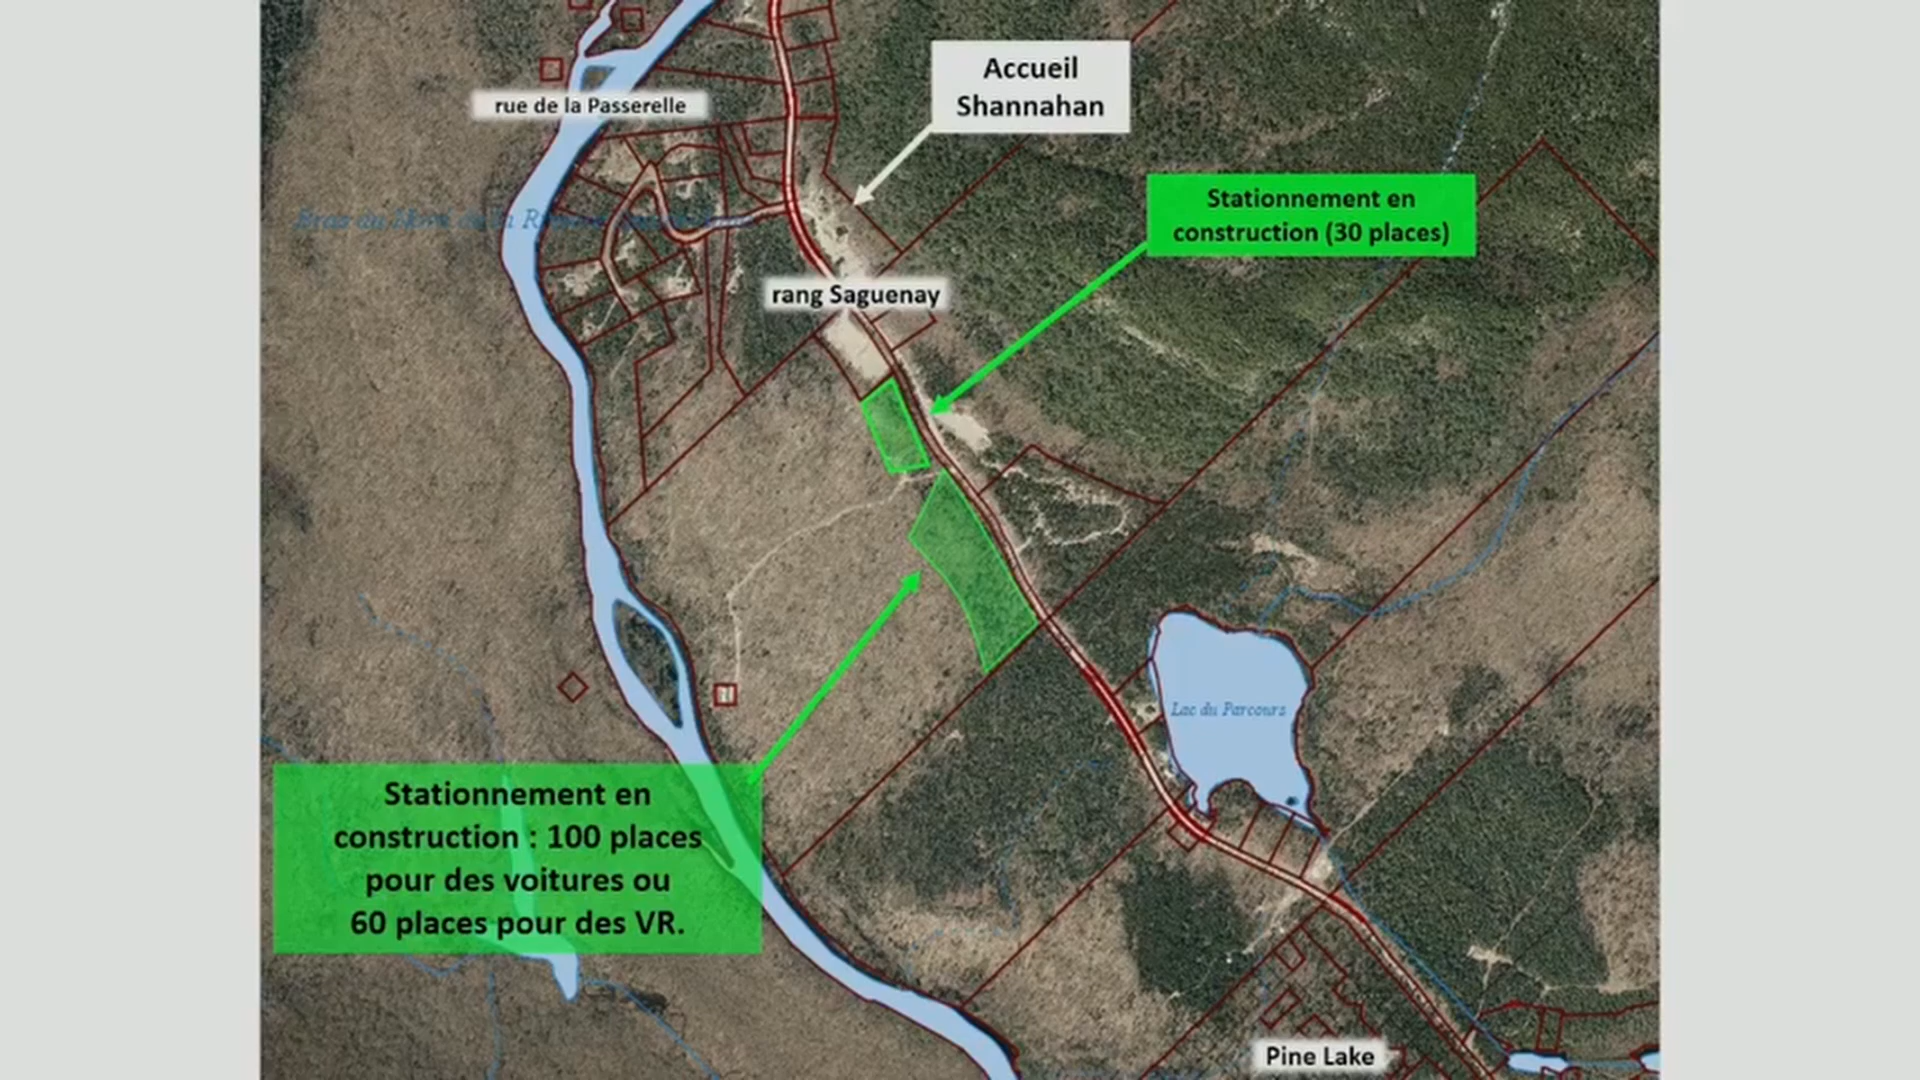 Accueil
Shannahan
rue de la Passerelle
Stationnement en
construction (30 places)
rang Saguenay
Lac du Parcours
Stationnement en
construction : 100 places
pour des voitures ou
60 places pour des VR.
Pine Lake